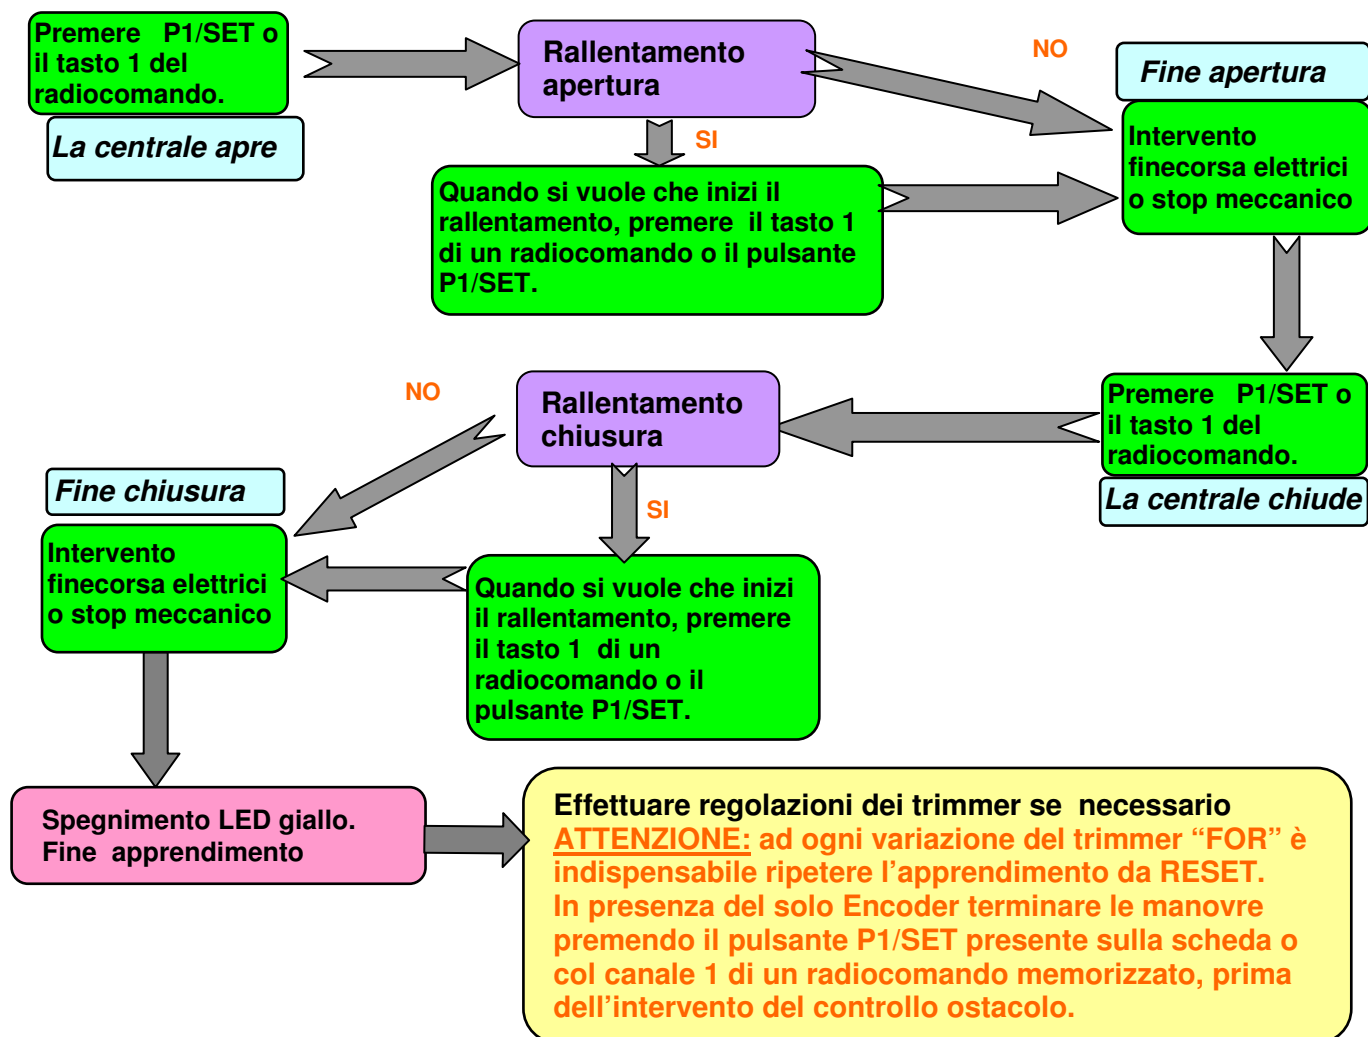 Premere P1/SET o
il tasto 1 del
radiocomando.
La centrale apre
Rallentamento
apertura
NO
SI
Quando si vuole che inizi il
rallentamento, premere il tasto 1
di un radiocomando o il pulsante
P1/SET.
Fine apertura
Intervento
finecorsa elettrici
o stop meccanico
Premere P1/SET o
il tasto 1 del
radiocomando.
La centrale chiude
Rallentamento
chiusura
NO
SI
Quando si vuole che inizi
il rallentamento, premere
il tasto 1 di un
radiocomando o il
pulsante P1/SET.
Fine chiusura
Intervento
finecorsa elettrici
o stop meccanico
Spegnimento LED giallo.
Fine apprendimento
Effettuare regolazioni dei trimmer se necessario
ATTENZIONE: ad ogni variazione del trimmer “FOR” è
indispensabile ripetere l’apprendimento da RESET.
In presenza del solo Encoder terminare le manovre
premendo il pulsante P1/SET presente sulla scheda o
col canale 1 di un radiocomando memorizzato, prima
dell’intervento del controllo ostacolo.